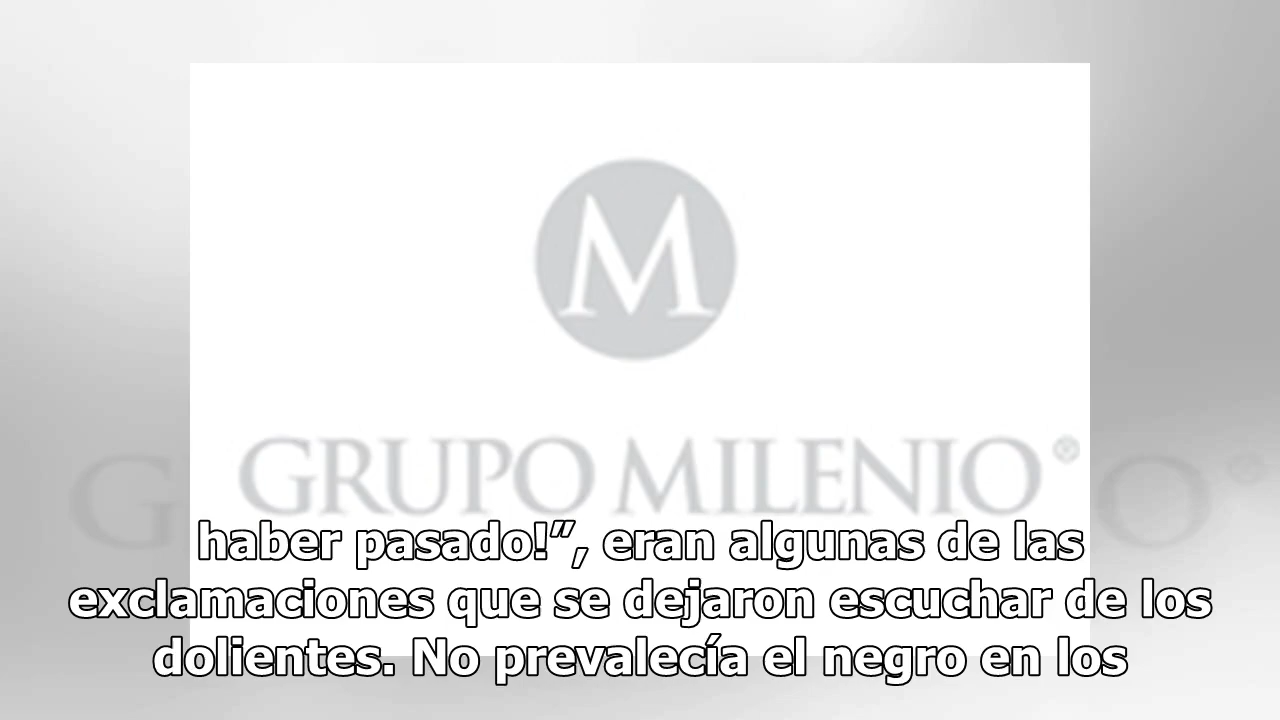 M
GRUPO MILENIO®
G O®
haber pasado!”, eran algunas de las
exclamaciones que se dejaron escuchar de los
dolientes. No prevalecía el negro en los